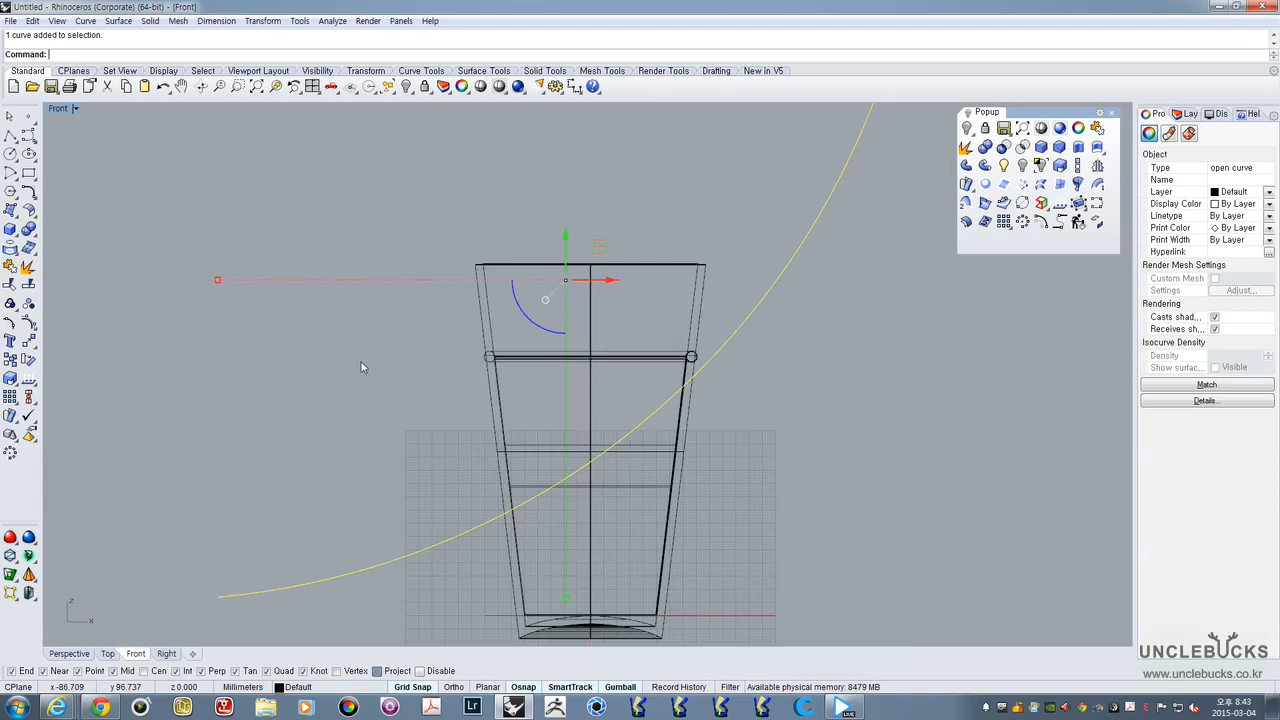 Untitled - Rhinoceros (Corporate) (64-bit) - [Front]
File Edit View Curve Surface Solid Mesh Dimension Transform Tools Analyze Render Panels Help
1 curve added to selection.
Command:
Standard CPlanes Set View Display Select Viewport Layout Visibility Transform Curve Tools Surface Tools Solid Tools Mesh Tools Render Tools Drafting New in V5
Front
Popup
Pro Lay Dis Hel
Object
Type open curve
Name
Layer Default
Display Color By Layer
Linetype By Layer
Print Color By Layer
Print Width By Layer
Hyperlink ...
Render Mesh Settings
Custom Mesh
Settings Adjust...
Rendering
Casts shad...
Receives sh...
Isocurve Density
Density
Show surfac... Visible
Match
Details...
z
x
UNCLEBUCKS
www.unclebucks.co.kr
Perspective Top Front Right
End Near Point Mid Cen Int Perp Tan Quad Knot Vertex Project Disable
CPlane x -86.709 y 96.737 z 0.000 Millimeters Default Grid Snap Ortho Planar Osnap SmartTrack Gumball Record History Filter Available physical memory: 8479 MB
Lr LIVE
오후 8:43
2015-03-04